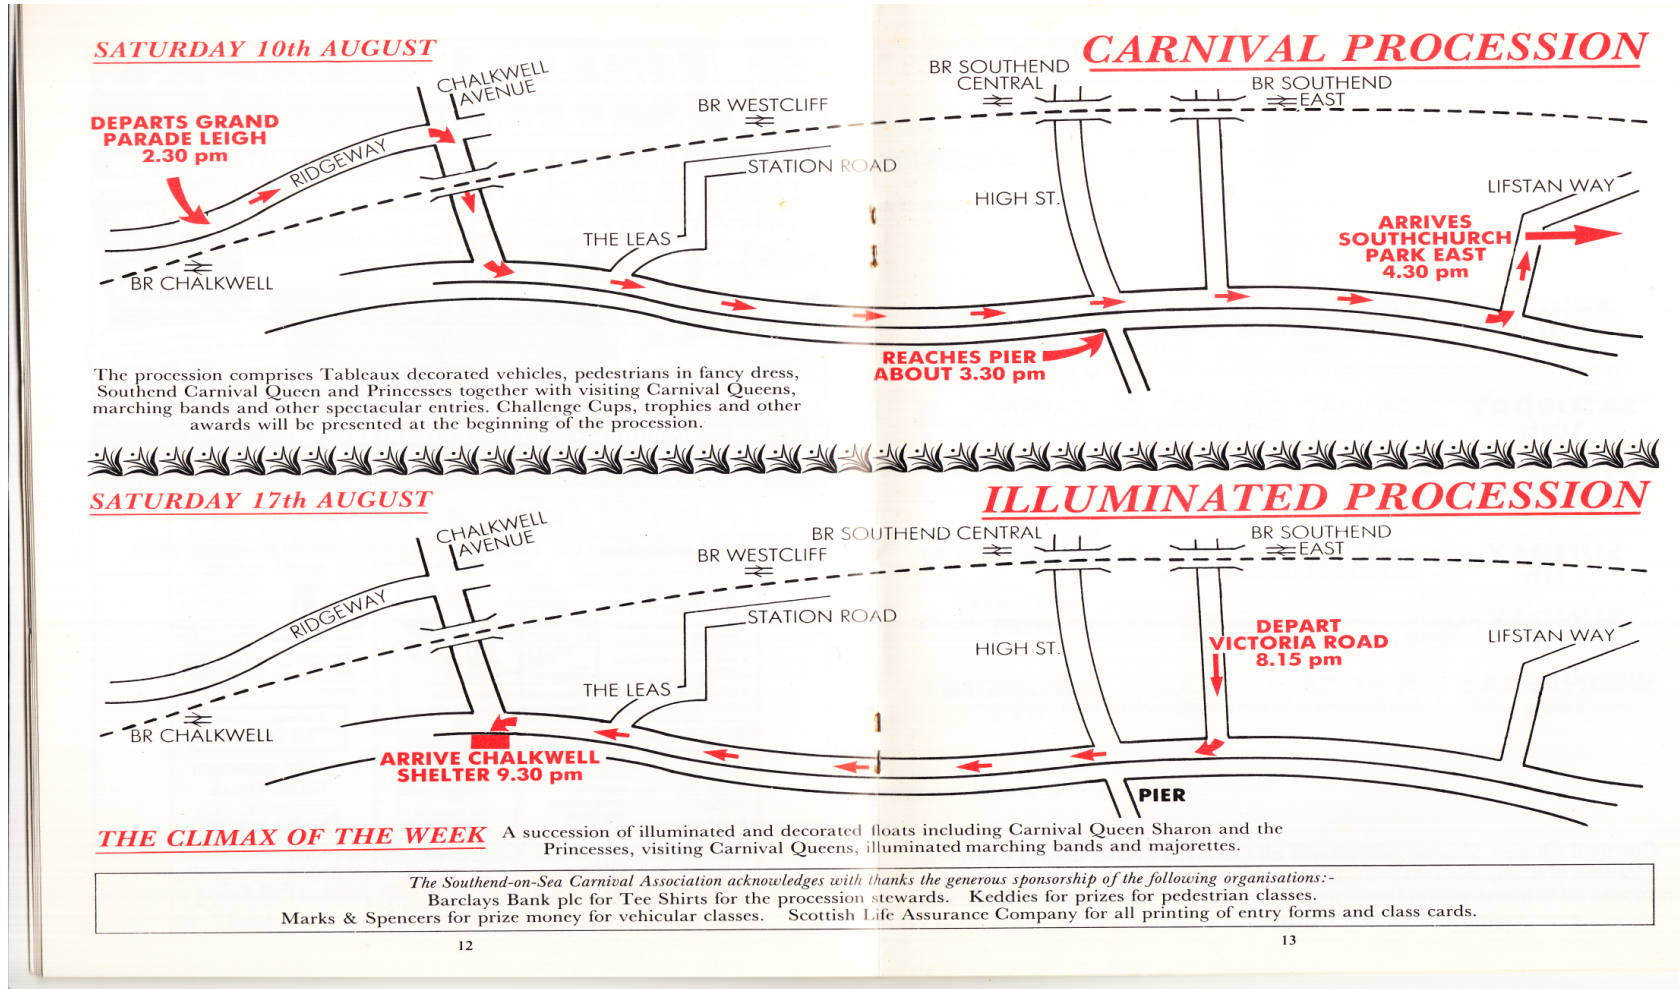 SATURDAY 10th AUGUST
CARNIVAL PROCESSION
CHALKWELL
AVENUE
BR SOUTHEND
CENTRAL
BR SOUTHEND
EAST
BR WESTCLIFF
DEPARTS GRAND
PARADE LEIGH
2.30 pm
RIDGEWAY
STATION ROAD
HIGH ST.
LIFSTAN WAY
THE LEAS
ARRIVES
SOUTHCHURCH
PARK EAST
4.30 pm
BR CHALKWELL
REACHES PIER
ABOUT 3.30 pm
The procession comprises Tableaux decorated vehicles, pedestrians in fancy dress,
Southend Carnival Queen and Princesses together with visiting Carnival Queens,
marching bands and other spectacular entries. Challenge Cups, trophies and other
awards will be presented at the beginning of the procession.
SATURDAY 17th AUGUST
ILLUMINATED PROCESSION
CHALKWELL
AVENUE
BR SOUTHEND CENTRAL
BR SOUTHEND
EAST
BR WESTCLIFF
RIDGEWAY
STATION ROAD
HIGH ST.
DEPART
VICTORIA ROAD
8.15 pm
LIFSTAN WAY
THE LEAS
BR CHALKWELL
ARRIVE CHALKWELL
SHELTER 9.30 pm
PIER
THE CLIMAX OF THE WEEK
A succession of illuminated and decorated floats including Carnival Queen Sharon and the
Princesses, visiting Carnival Queens, illuminated marching bands and majorettes.
The Southend-on-Sea Carnival Association acknowledges with thanks the generous sponsorship of the following organisations:-
Barclays Bank plc for Tee Shirts for the procession stewards. Keddies for prizes for pedestrian classes.
Marks & Spencers for prize money for vehicular classes. Scottish Life Assurance Company for all printing of entry forms and class cards.
12
13